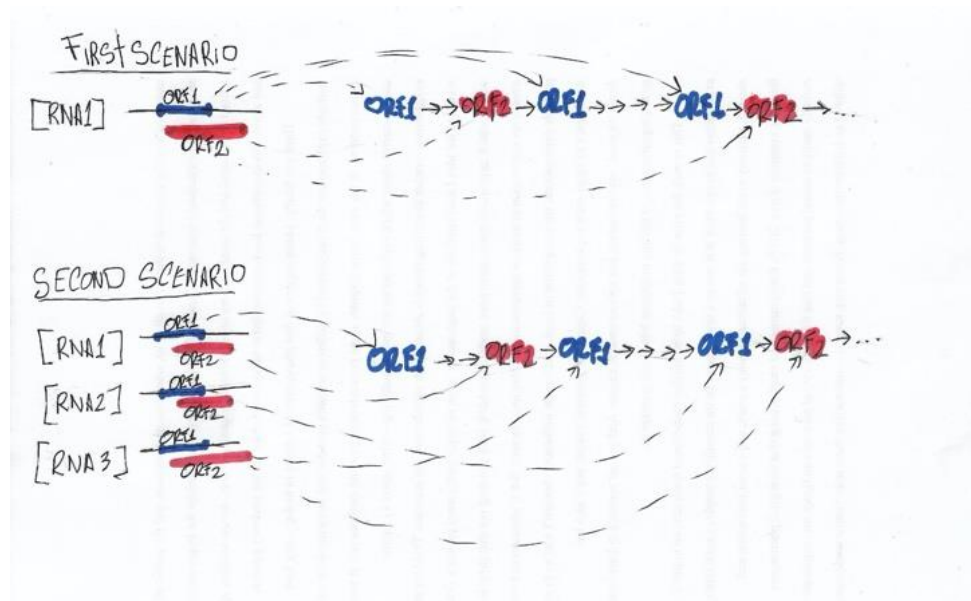 FIRST SCENARIO
[RNA1]
ORF1
ORF2
ORF1 →→ ORF2 → ORF1 →→→→ ORF1 → ORF2 →...
SECOND SCENARIO
[RNA1]
ORF1
ORF2
[RNA2]
ORF1
ORF2
[RNA3]
ORF1
ORF2
ORF1 →→ ORF2 → ORF1 →→→→ ORF1 → ORF2 →...